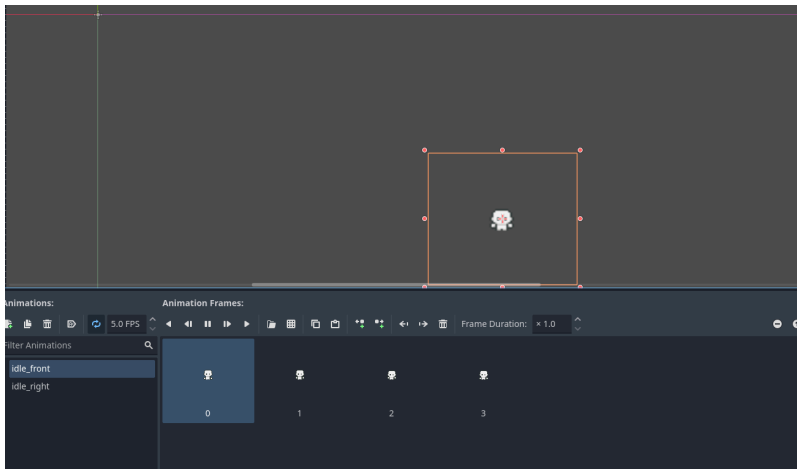 Animations:
Animation Frames:
5.0 FPS
Frame Duration:
× 1.0
Filter Animations
idle_front
idle_right
0
1
2
3